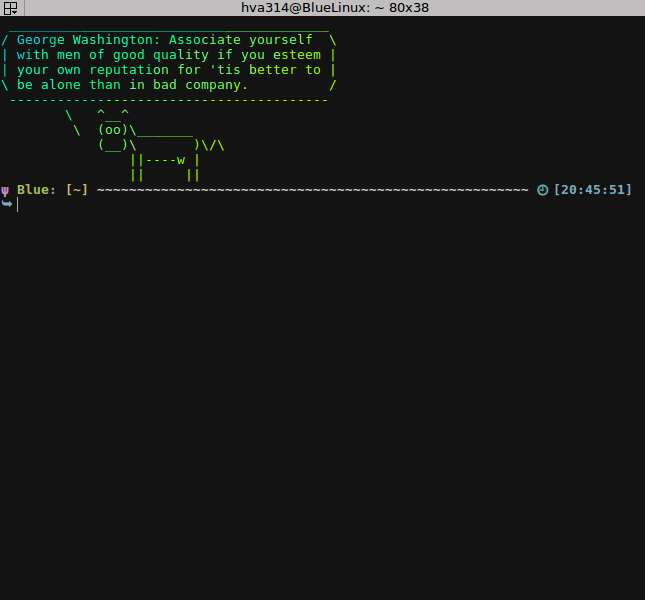 hva314@BlueLinux: ~ 80x38
 _________________________________________
/ George Washington: Associate yourself  \
| with men of good quality if you esteem |
| your own reputation for 'tis better to |
\ be alone than in bad company.          /
 ----------------------------------------
        \   ^__^
         \  (oo)\_______
            (__)\       )\/\
                ||----w |
                ||     ||
ψ Blue: [~] ~~~~~~~~~~~~~~~~~~~~~~~~~~~~~~~~~~~~~~~~~~~~~~~~~~~~~~ [20:45:51]
➥